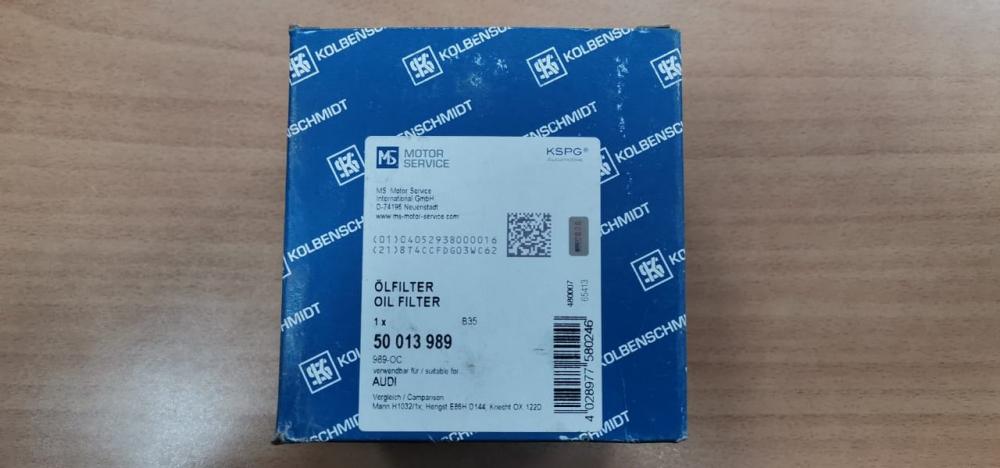 KOLBENSCHMIDT
KOLBENSCHMIDT
KOLBENSCHMIDT
KOLBENSCHMIDT
KOLBENSCHMIDT
KOLBENSCHMIDT
KOLBENSCHMIDT
MS MOTOR
SERVICE
KSPG®
Automotive
MS Motor Service
International GmbH
D-74196 Neuenstadt
www.ms-motor-service.com
(01)04052938000016
(21)8T4CCFDG03WC62
ÖLFILTER
OIL FILTER
1 x B35
50 013 989
989-OC
verwendbar für / suitable for
AUDI
Vergleich / Comparison
Mann H1032/1x, Hengst E86H D144, Knecht OX 122D
480007
65413
4 028977 580246